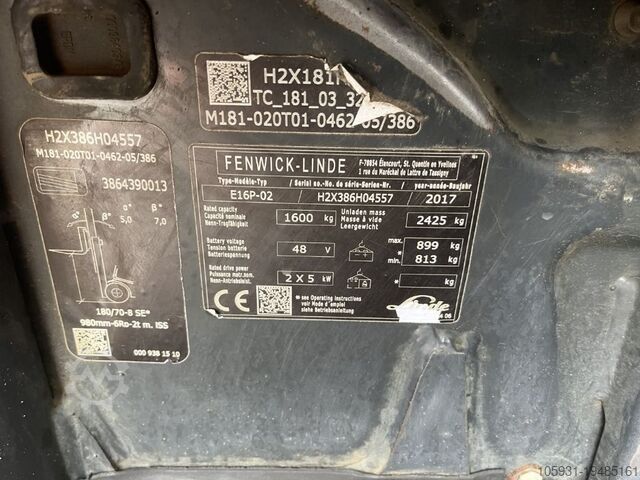 H2X181
TC_181_03_32
M181-020T01-0462-05/386
H2X386H04557
M181-020T01-0462-05/386
3864390013
α° β° α° β°
5,0 7,0
180/70-8 SE*
980mm-6Rp-2t m. ISS
000 938 15 10
FENWICK-LINDE
F-78854 Elancourt, St. Quentin en Yvelines
1 rue du Maréchal de Lattre de Tassigny
Type-Modèle-Typ / Serial no.-No. de série-Serien-Nr. / year-année-Baujahr
E16P-02 H2X386H04557 2017
Rated capacity
Capacité nominale
Nenn-Tragfähigkeit
1600 kg
Unladen mass
Masse à vide
Leergewicht
2425 kg
Battery voltage
Tension batterie
Batteriespannung
48 V
max. 899 kg
* min. 813 kg
Rated drive power
Puissance motr.nom.
Nenn-Antriebsleist.
2 X 5 kW
CE
* see Operating instructions
voir Mode d'emploi
siehe Betriebsanleitung
Linde
06
105931-19485161